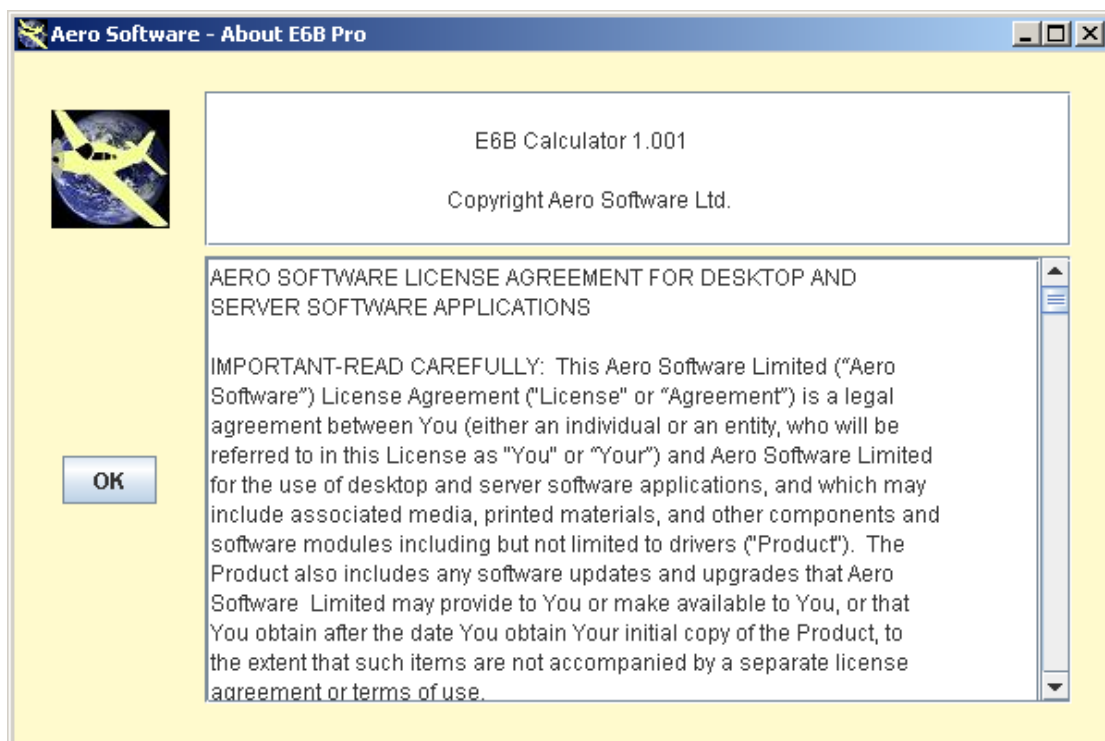 Aero Software - About E6B Pro
E6B Calculator 1.001
Copyright Aero Software Ltd.
AERO SOFTWARE LICENSE AGREEMENT FOR DESKTOP AND
SERVER SOFTWARE APPLICATIONS
IMPORTANT-READ CAREFULLY:  This Aero Software Limited (“Aero
Software”) License Agreement ("License" or “Agreement”) is a legal
agreement between You (either an individual or an entity, who will be
referred to in this License as "You" or “Your”) and Aero Software Limited
for the use of desktop and server software applications, and which may
include associated media, printed materials, and other components and
software modules including but not limited to drivers ("Product").  The
Product also includes any software updates and upgrades that Aero
Software  Limited may provide to You or make available to You, or that
You obtain after the date You obtain Your initial copy of the Product, to
the extent that such items are not accompanied by a separate license
agreement or terms of use.
OK